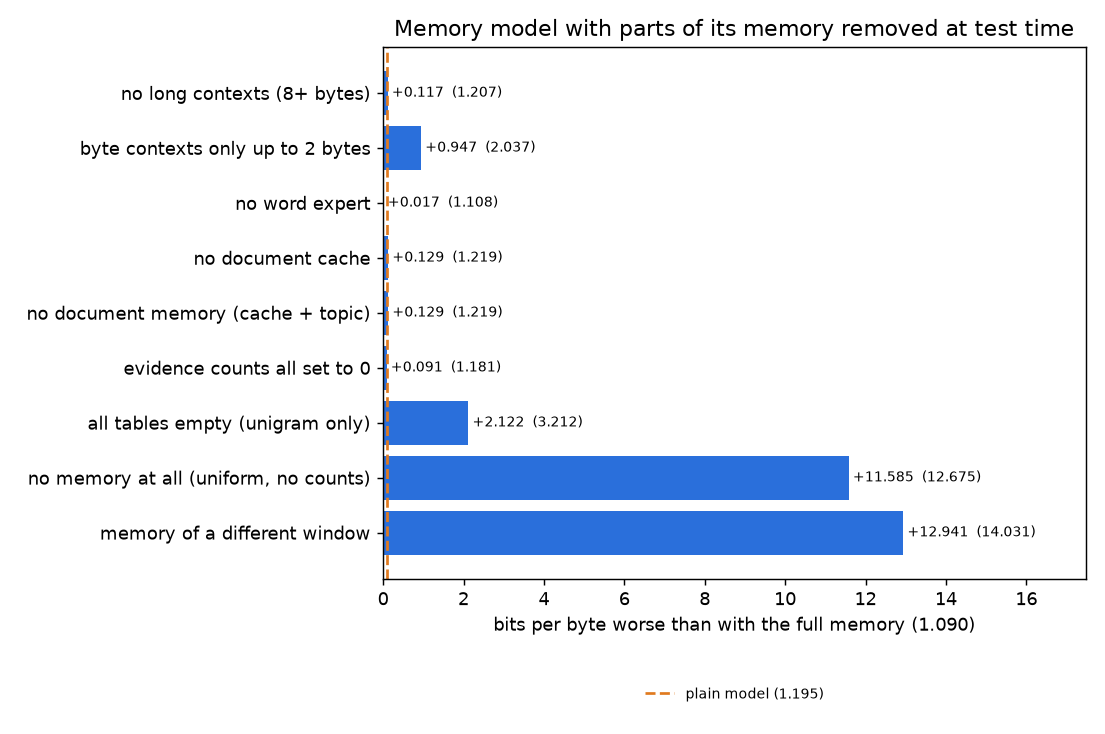 Memory model with parts of its memory removed at test time
no long contexts (8+ bytes) +0.117 (1.207)
byte contexts only up to 2 bytes +0.947 (2.037)
no word expert +0.017 (1.108)
no document cache +0.129 (1.219)
no document memory (cache + topic) +0.129 (1.219)
evidence counts all set to 0 +0.091 (1.181)
all tables empty (unigram only) +2.122 (3.212)
no memory at all (uniform, no counts) +11.585 (12.675)
memory of a different window +12.941 (14.031)
0 2 4 6 8 10 12 14 16
bits per byte worse than with the full memory (1.090)
plain model (1.195)